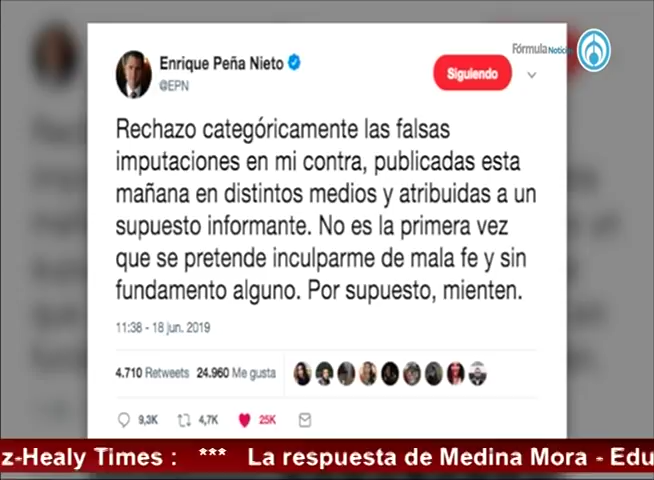 Fórmula Noticias
Enrique Peña Nieto
@EPN
Siguiendo
Rechazo categóricamente las falsas
imputaciones en mi contra, publicadas esta
mañana en distintos medios y atribuidas a un
supuesto informante. No es la primera vez
que se pretende inculparme de mala fe y sin
fundamento alguno. Por supuesto, mienten.
11:38 - 18 jun. 2019
4.710 Retweets 24.960 Me gusta
9,3K 4,7K 25K
z-Healy Times : *** La respuesta de Medina Mora - Edu